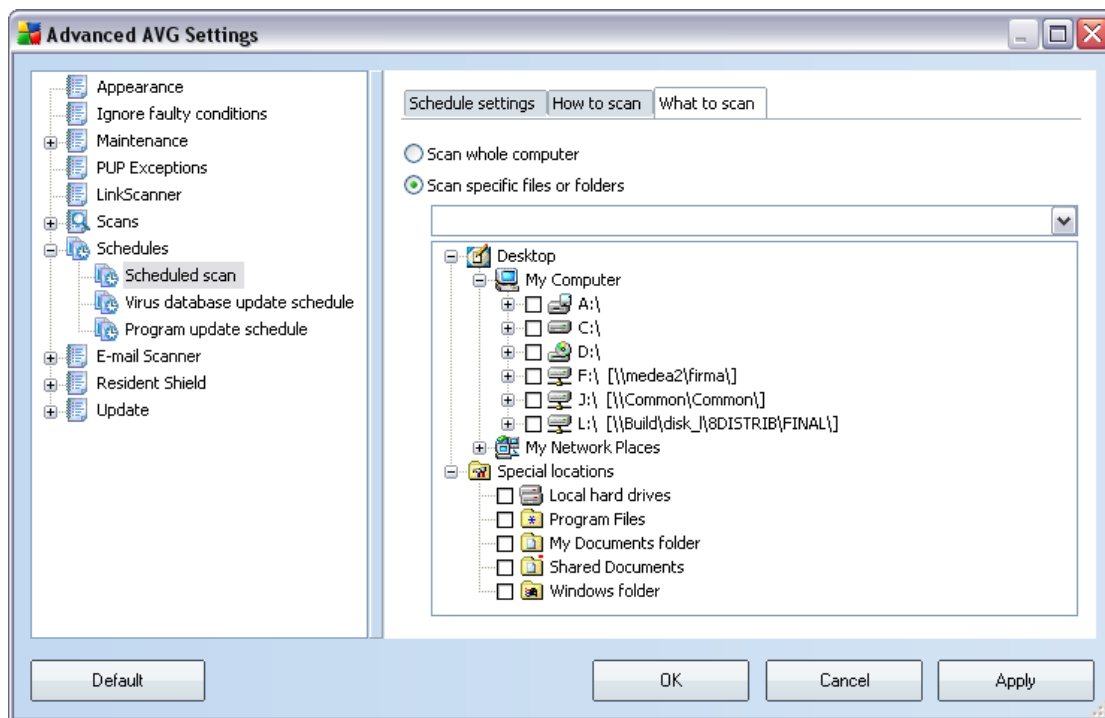 Advanced AVG Settings
Appearance
Ignore faulty conditions
Maintenance
PUP Exceptions
LinkScanner
Scans
Schedules
Scheduled scan
Virus database update schedule
Program update schedule
E-mail Scanner
Resident Shield
Update
Schedule settings
How to scan
What to scan
Scan whole computer
Scan specific files or folders
Desktop
My Computer
A:\
C:\
D:\
F:\ [\\medea2\firma\]
J:\ [\\Common\Common\]
L:\ [\\Build\disk_l\8DISTRIB\FINAL\]
My Network Places
Special locations
Local hard drives
Program Files
My Documents folder
Shared Documents
Windows folder
Default
OK
Cancel
Apply